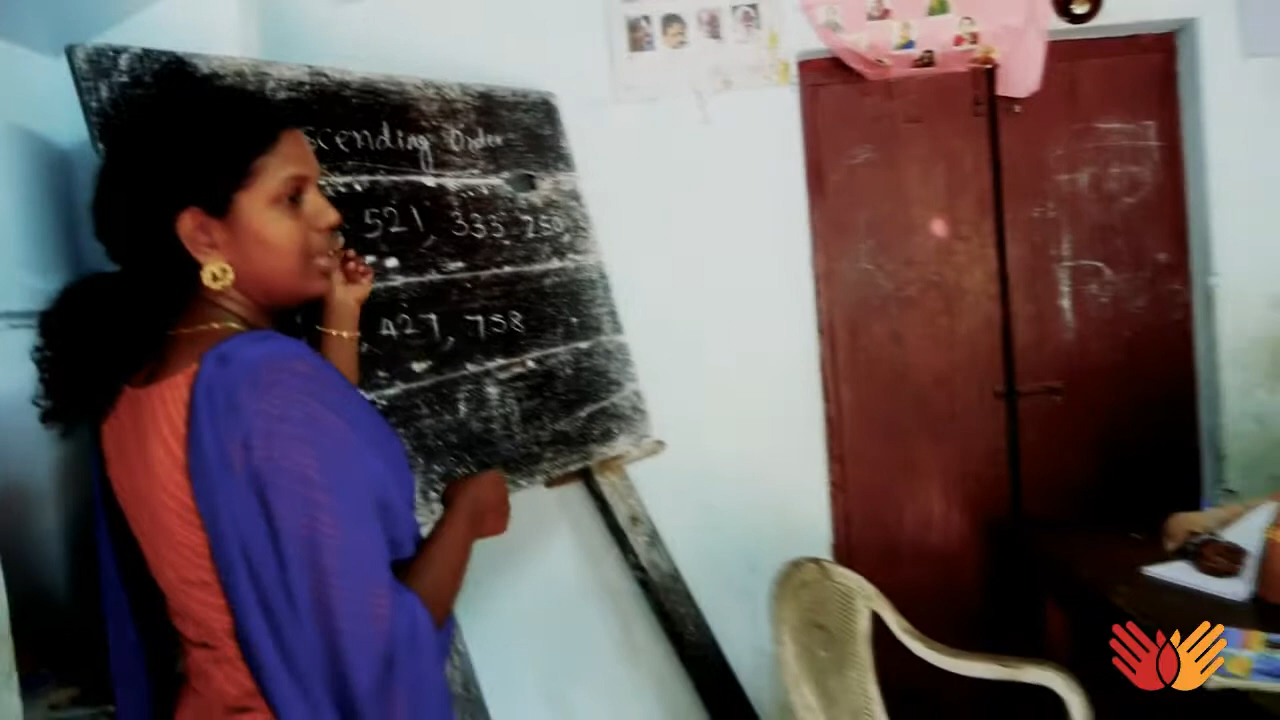 scending Order
521, 333 250,
427, 758